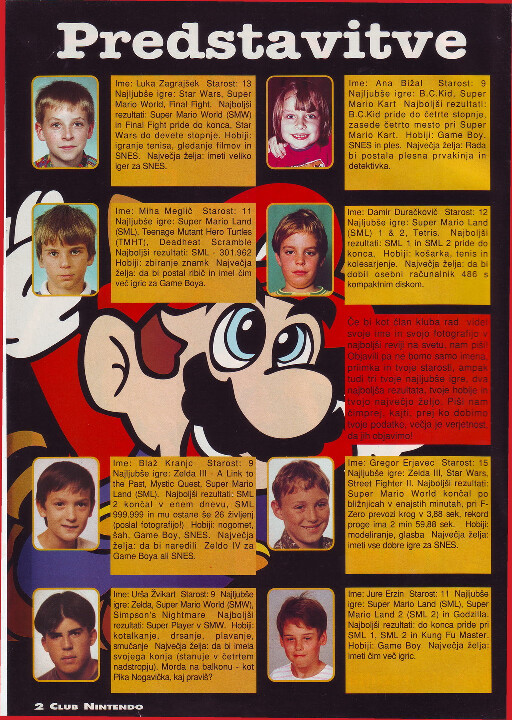 Predstavitve
Ime: Luka Zagrajšek Starost: 13
Najljubše igre: Star Wars, Super
Mario World, Final Fight. Najboljši
rezultati: Super Mario World (SMW)
in Final Fight pride do konca, Star
Wars do devete stopnje. Hobiji:
igranje tenisa, gledanje filmov in
SNES. Največja želja: imeti veliko
iger za SNES.
Ime: Ana Bižal Starost: 9
Najljubše igre: B.C.Kid, Super
Mario Kart Najboljši rezultati:
B.C.Kid pride do četrte stopnje,
zasede četrto mesto pri Super
Mario Kart. Hobiji: Game Boy,
SNES in ples. Največja želja: Rada
bi postala plesna prvakinja in
detektivka.
Ime: Miha Meglič Starost: 11
Najljubše igre: Super Mario Land
(SML), Teenage Mutant Hero Turtles
(TMHT), Deadheat Scramble
Najboljši rezultati: SML - 301.962
Hobiji: zbiranje znamk Največja
želja: da bi postal ribič in imel čim
več igric za Game Boya.
Ime: Damir Duračkovič Starost: 12
Najljubše igre: Super Mario Land
(SML) 1 & 2, Tetris. Najboljši
rezultati: SML 1 in SML 2 pride do
konca. Hobiji: košarka, tenis in
kolesarjenje. Največja želja: da bi
dobil osebni računalnik 486 s
kompaktnim diskom.
Če bi kot član kluba rad videl
svoje ime in svojo fotografijo v
najboljši reviji na svetu, nam piši!
Objavili pa ne bomo samo imena,
priimka in tvoje starosti, ampak
tudi tri tvoje najljubše igre, dva
najboljša rezultata, tvoje hobije in
tvojo največjo željo. Piši nam
čimprej, kajti, prej ko dobimo
tvoju podatke, večja je verjetnost,
da jih objavimo!
Ime: Blaž Kranjc Starost: 9
Najljubše igre: Zelda III - A Link to
the Past, Mystic Quest, Super Mario
Land (SML). Najboljši rezultati: SML
2 končal v enem dnevu, SML
999.999 in mu ostane še 26 življenj
(poslal fotografijo!) Hobiji: nogomet,
šah, Game Boy, SNES. Največja
želja: da bi naredili Zeldo IV za
Game Boya ali SNES.
Ime: Gregor Erjavec Starost: 15
Najljubše igre: Zelda III, Star Wars,
Street Fighter II. Najboljši rezultati:
Super Mario World končal po
bližnjicah v enajstih minutah, pri F-
Zero prevozi krog v 3,88 sek, rekord
proge ima 2 min 59.88 sek. Hobiji:
modeliranje, glasba Največja želja:
imeti vse dobre igre za SNES.
Ime: Urša Žvikart Starost: 9 Najljubše
igre: Zelda, Super Mario World (SMW),
Simpson's Nightmare Najboljši
rezultati: Super Player v SMW. Hobiji:
kotalkanje, drsanje, plavanje,
smučanje Največja želja: da bi imela
svojega konja (stanuje v četrtem
nadstropju). Morda na balkonu - kot
Pika Nogavička, kaj praviš?
Ime: Jure Erzin Starost: 11 Najljubše
igre: Super Mario Land (SML), Super
Mario Land 2 (SML 2) in Godzilla.
Najboljši rezultati: do konca pride pri
SML 1, SML 2 in Kung Fu Master.
Hobiji: Game Boy Največja želja:
imeti čim več igric.
2 Club Nintendo